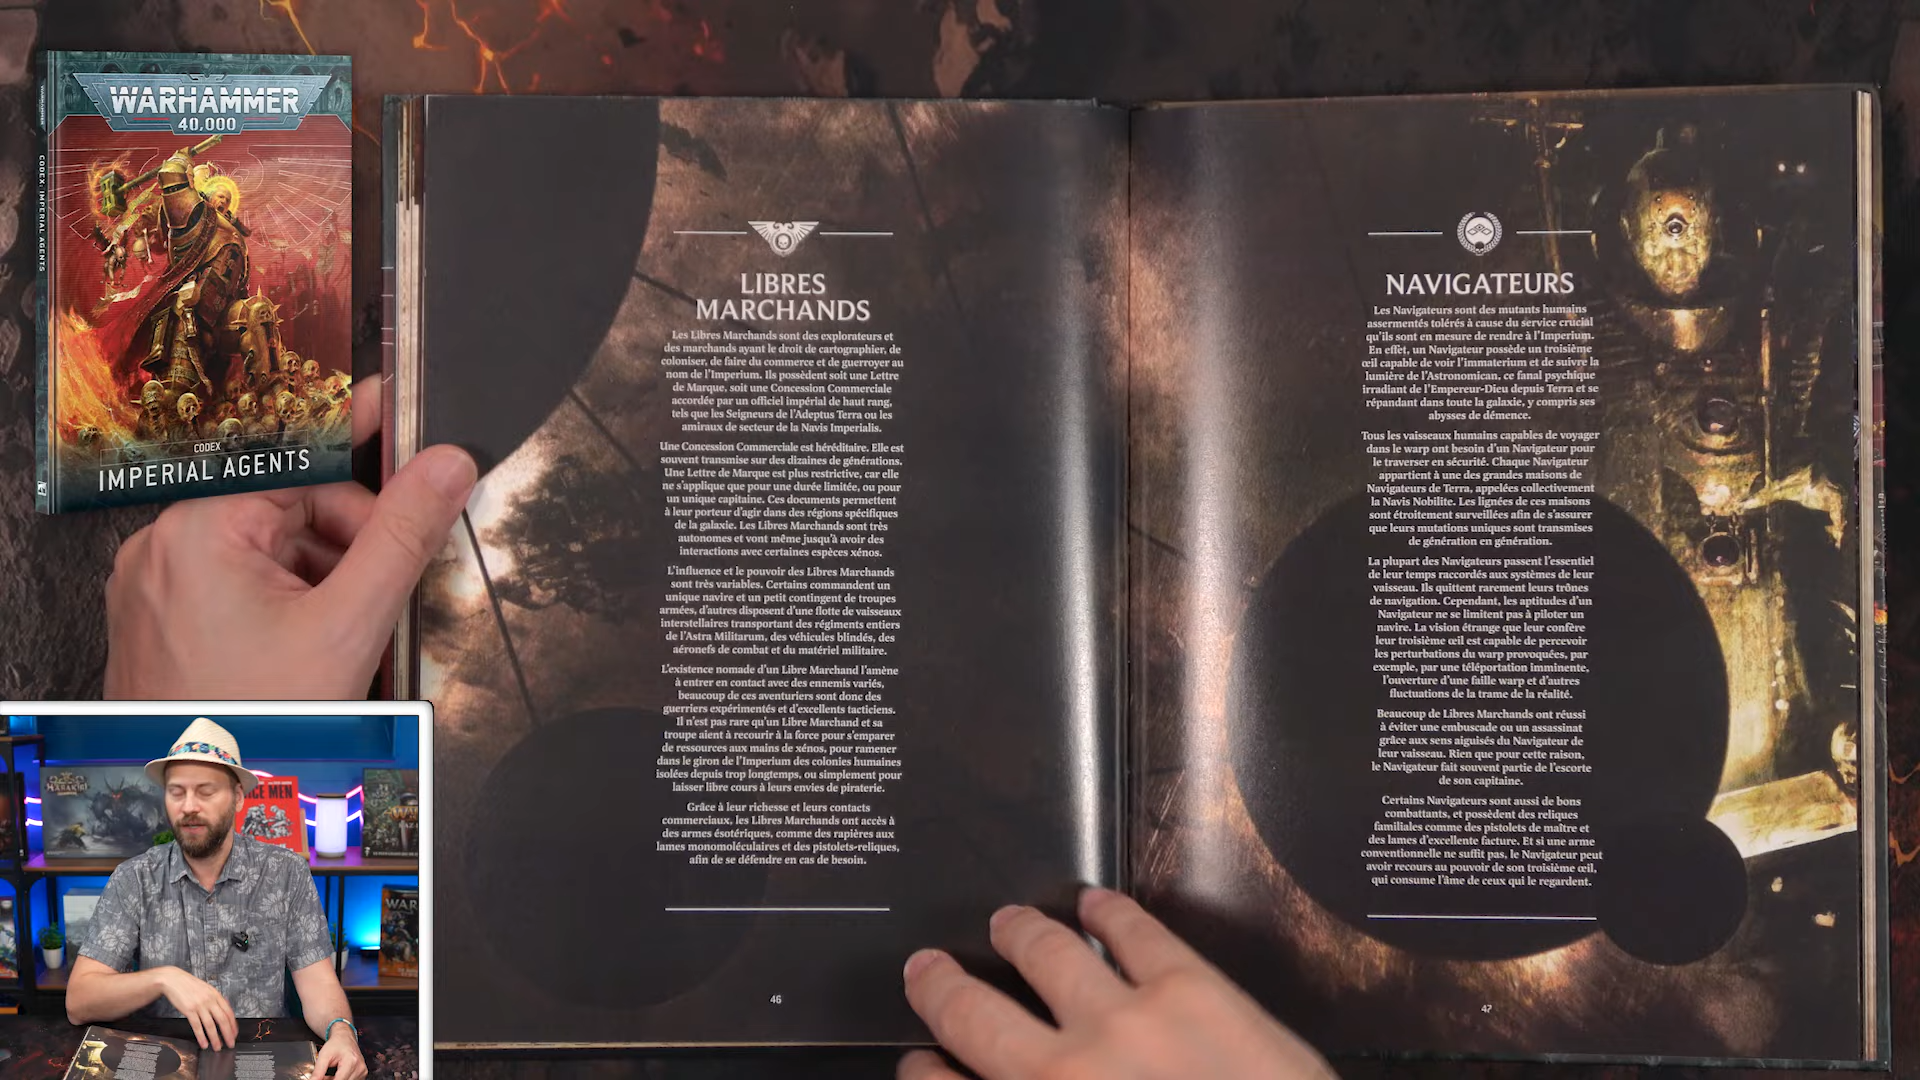 WARHAMMER
40,000
CODEX
IMPERIAL AGENTS
CODEX: IMPERIAL AGENTS
LIBRES
MARCHANDS
Les Libres Marchands sont des explorateurs et
des marchands ayant le droit de cartographier, de
coloniser, de faire du commerce et de guerroyer au
nom de l'Imperium. Ils possèdent soit une Lettre
de Marque, soit une Concession Commerciale
accordée par un officiel impérial de haut rang,
tels que les Seigneurs de l'Adeptus Terra ou les
amiraux de secteur de la Navis Imperialis.
Une Concession Commerciale est héréditaire. Elle est
souvent transmise sur des dizaines de générations.
Une Lettre de Marque est plus restrictive, car elle
ne s'applique que pour une durée limitée, ou pour
un unique capitaine. Ces documents permettent
à leur porteur d'agir dans des régions spécifiques
de la galaxie. Les Libres Marchands sont très
autonomes et vont même jusqu'à avoir des
interactions avec certaines espèces xénos.
L'influence et le pouvoir des Libres Marchands
sont très variables. Certains commandent un
unique navire et un petit contingent de troupes
armées, d'autres disposent d'une flotte de vaisseaux
interstellaires transportant des régiments entiers
de l'Astra Militarum, des véhicules blindés, des
aéronefs de combat et du matériel militaire.
L'existence nomade d'un Libre Marchand l'amène
à entrer en contact avec des ennemis variés,
beaucoup de ces aventuriers sont donc des
guerriers expérimentés et d'excellents tacticiens.
Il n'est pas rare qu'un Libre Marchand et sa
troupe aient à recourir à la force pour s'emparer
de ressources aux mains de xénos, pour ramener
dans le giron de l'Imperium des colonies humaines
isolées depuis trop longtemps, ou simplement pour
laisser libre cours à leurs envies de piraterie.
Grâce à leur richesse et leurs contacts
commerciaux, les Libres Marchands ont accès à
des armes ésotériques, comme des rapières aux
lames monomoléculaires et des pistolets-reliques,
afin de se défendre en cas de besoin.
46
NAVIGATEURS
Les Navigateurs sont des mutants humains
assermentés tolérés à cause du service crucial
qu'ils sont en mesure de rendre à l'Imperium.
En effet, un Navigateur possède un troisième
œil capable de voir l'immaterium et de suivre la
lumière de l'Astronomican, ce fanal psychique
irradiant de l'Empereur-Dieu depuis Terra et se
répandant dans toute la galaxie, y compris ses
abysses de démence.
Tous les vaisseaux humains capables de voyager
dans le warp ont besoin d'un Navigateur pour
le traverser en sécurité. Chaque Navigateur
appartient à une des grandes maisons de
Navigateurs de Terra, appelées collectivement
la Navis Nobilite. Les lignées de ces maisons
sont étroitement surveillées afin de s'assurer
que leurs mutations uniques sont transmises
de génération en génération.
La plupart des Navigateurs passent l'essentiel
de leur temps raccordés aux systèmes de leur
vaisseau. Ils quittent rarement leurs trônes
de navigation. Cependant, les aptitudes d'un
Navigateur ne se limitent pas à piloter un
navire. La vision étrange que leur confère
leur troisième œil est capable de percevoir
les perturbations du warp provoquées, par
exemple, par une téléportation imminente,
l'ouverture d'une faille warp et d'autres
fluctuations de la trame de la réalité.
Beaucoup de Libres Marchands ont réussi
à éviter une embuscade ou un assassinat
grâce aux sens aiguisés du Navigateur de
leur vaisseau. Rien que pour cette raison,
le Navigateur fait souvent partie de l'escorte
de son capitaine.
Certains Navigateurs sont aussi de bons
combattants, et possèdent des reliques
familiales comme des pistolets de maître et
des lames d'excellente facture. Et si une arme
conventionnelle ne suffit pas, le Navigateur peut
avoir recours au pouvoir de son troisième œil,
qui consume l'âme de ceux qui le regardent.
47
HARAKIRI
MEN
WAR